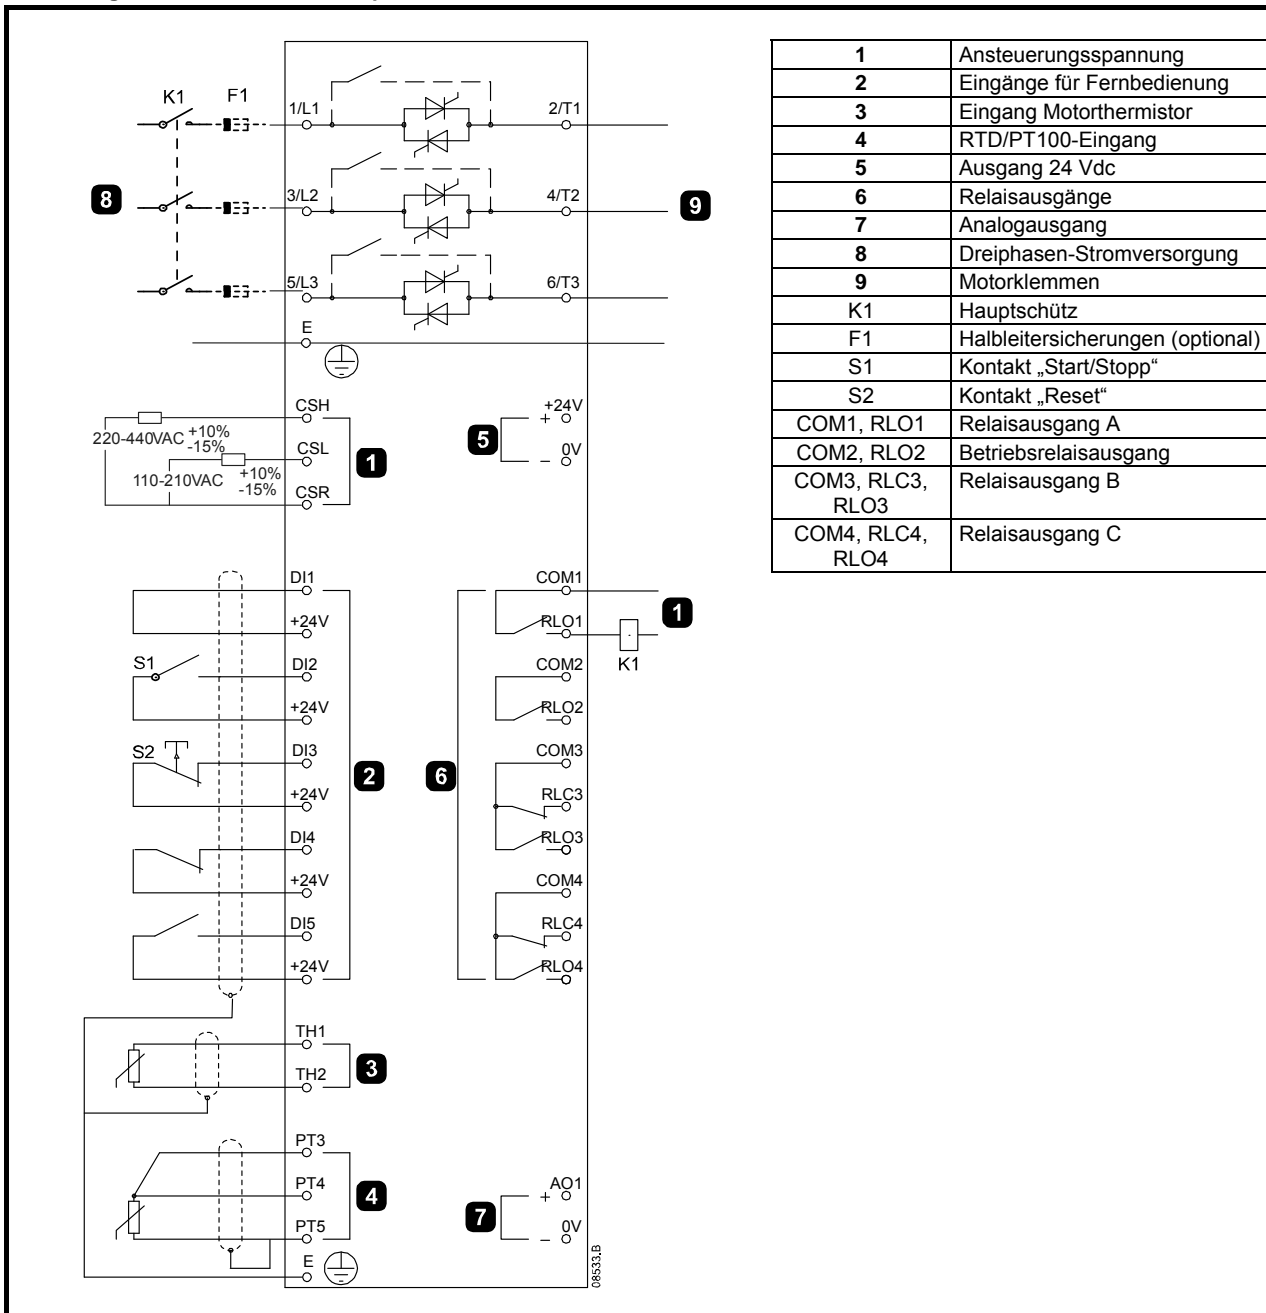 K1 F1
1/L1 2/T1
8 3/L2 4/T2 9
5/L3 6/T3
E
CSH
220-440VAC +10%
-15%
CSL
110-210VAC +10%
-15%
CSR
1
+24V
+
5
0V
–
DI1
+24V
S1 DI2
+24V
S2 DI3
+24V
DI4
+24V
DI5
+24V
2
COM1
RLO1
1
K1
COM2
RLO2
COM3
RLC3
RLO3
COM4
RLC4
RLO4
6
TH1
TH2
3
PT3
PT4
PT5
4
E
AO1
+
7
0V
–
08533.B
1 Ansteuerungsspannung
2 Eingänge für Fernbedienung
3 Eingang Motorthermistor
4 RTD/PT100-Eingang
5 Ausgang 24 Vdc
6 Relaisausgänge
7 Analogausgang
8 Dreiphasen-Stromversorgung
9 Motorklemmen
K1 Hauptschütz
F1 Halbleitersicherungen (optional)
S1 Kontakt „Start/Stopp“
S2 Kontakt „Reset“
COM1, RLO1 Relaisausgang A
COM2, RLO2 Betriebsrelaisausgang
COM3, RLC3, Relaisausgang B
RLO3
COM4, RLC4, Relaisausgang C
RLO4